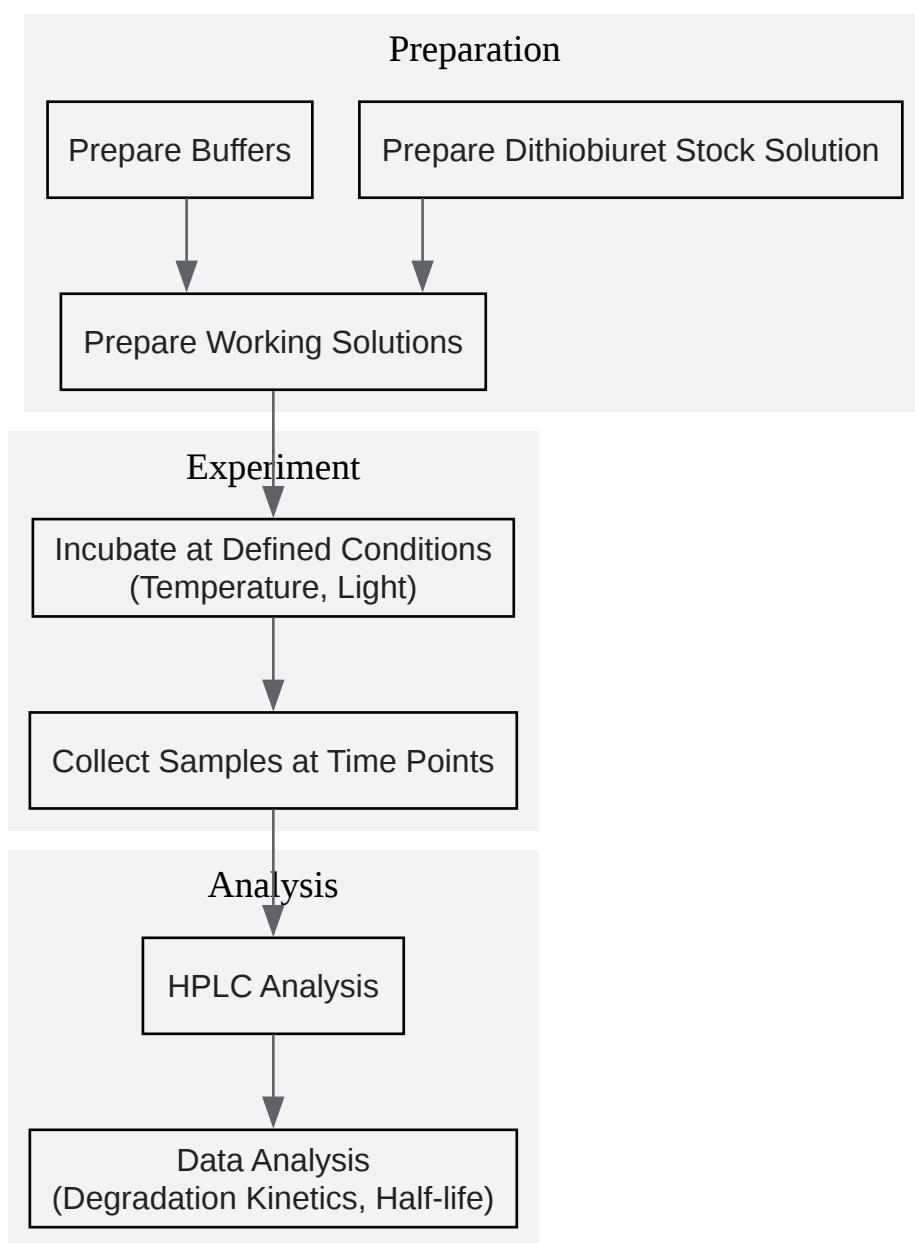 Preparation
Prepare Buffers
Prepare Dithiobiuret Stock Solution
Prepare Working Solutions
Experiment
Incubate at Defined Conditions
(Temperature, Light)
Collect Samples at Time Points
Analysis
HPLC Analysis
Data Analysis
(Degradation Kinetics, Half-life)